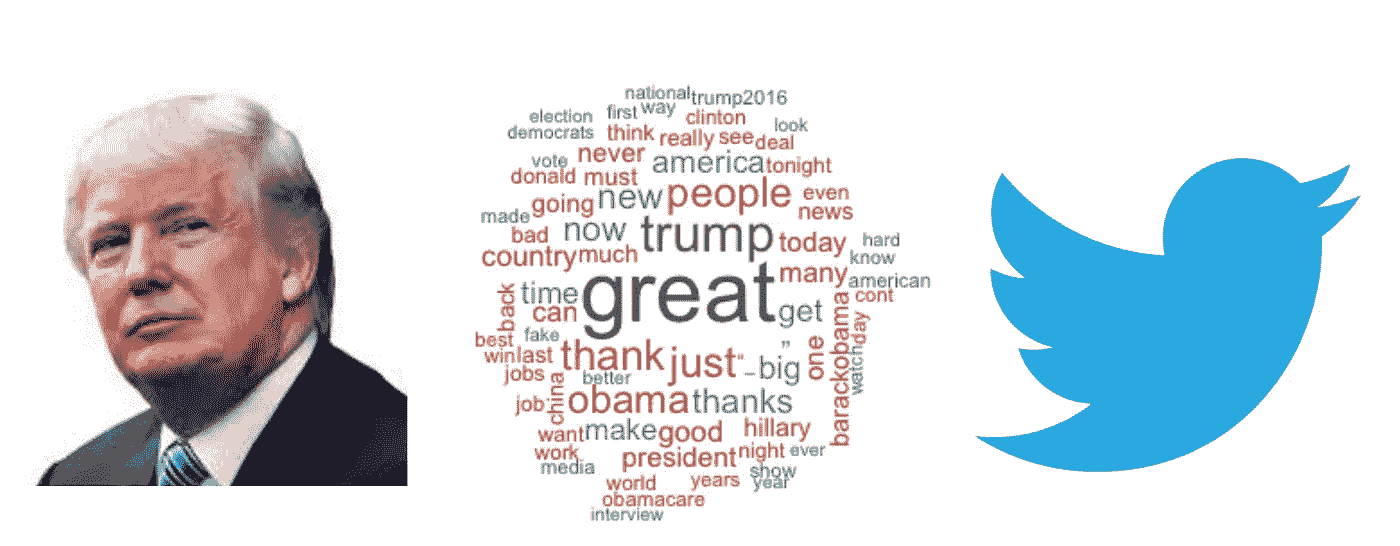 national trump2016
election first way clinton look
democrats think really see deal
vote never america tonight
donald must new people even
made going news
bad now trump today hard
country much many know
american
back time great cont
can get day
best fake barackobama
win last thank just “ _ ” big one watch
jobs better
job china obama thanks
want make good hillary
work president night ever
media show
world years year
obamacare
interview